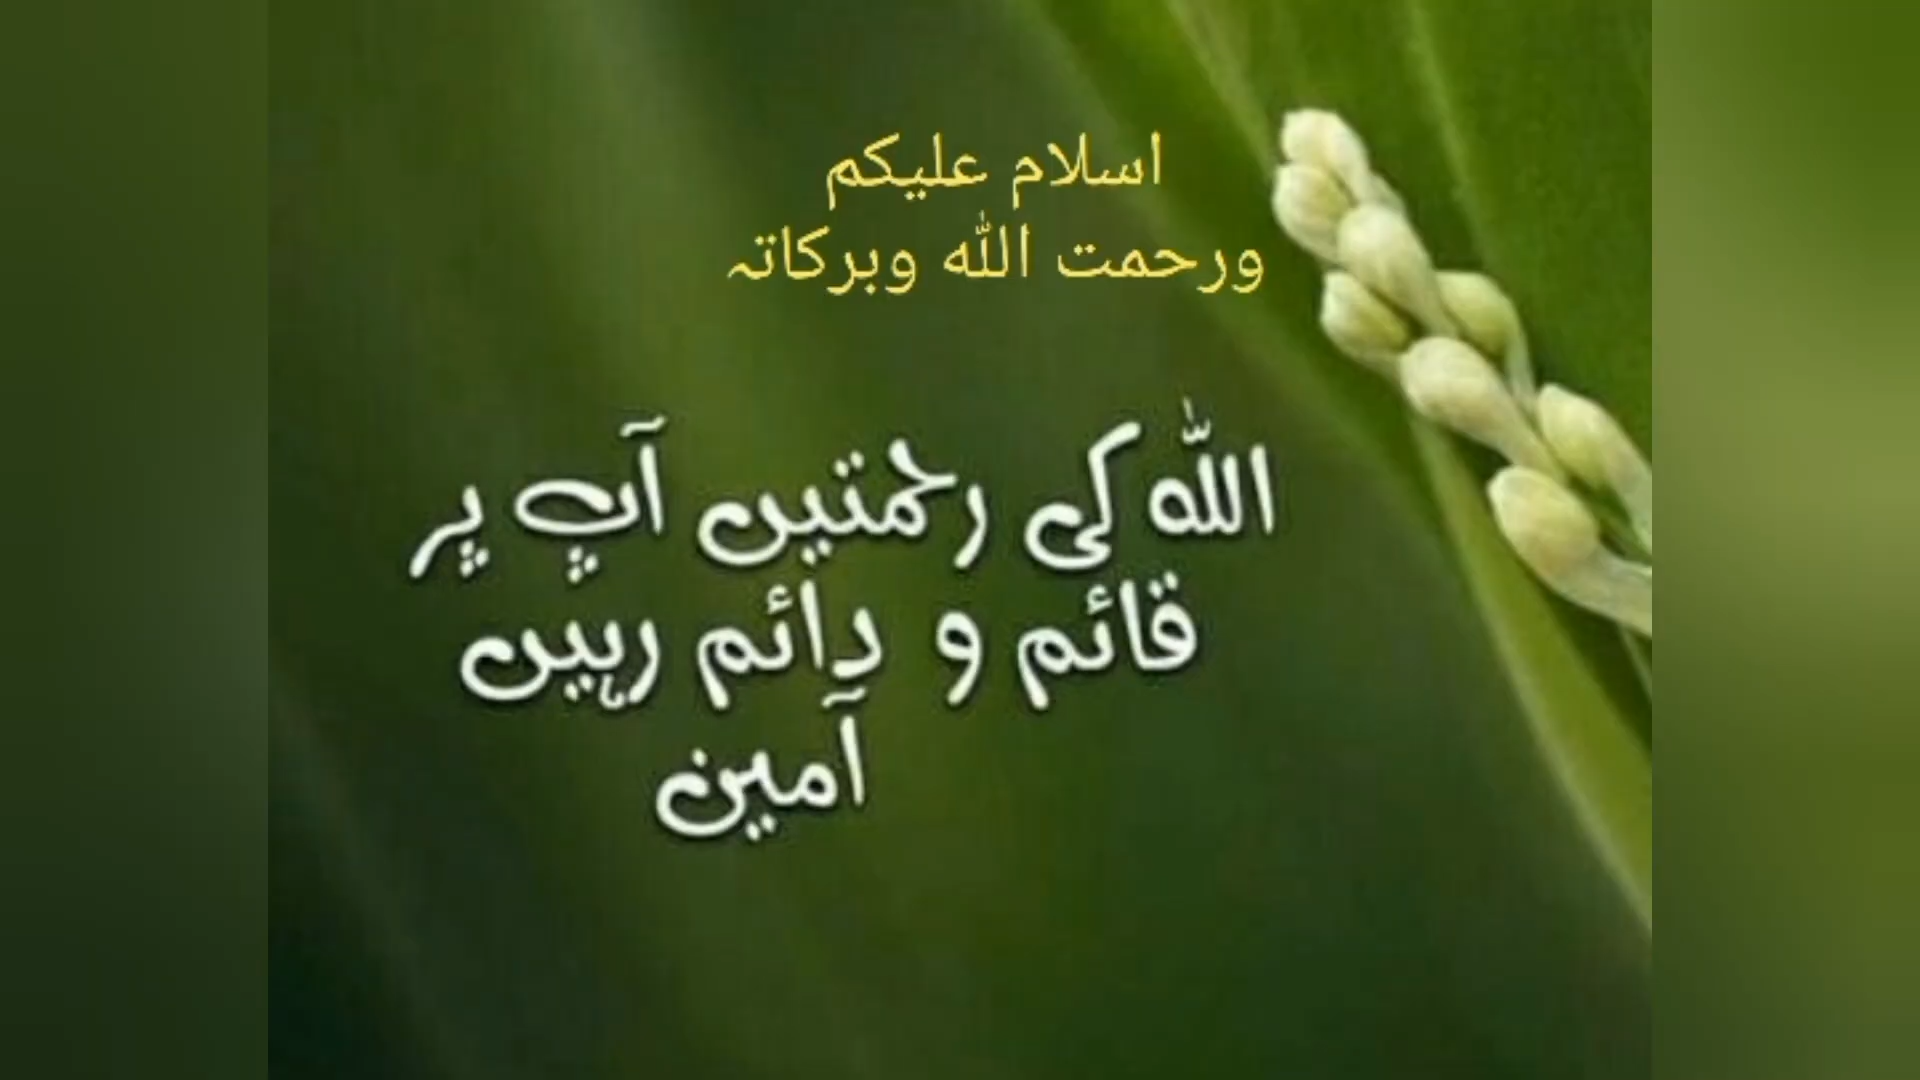 اسلام علیکم
ورحمت اللہ وبرکاتہ
اللہ کی رحمتیں آپ پر
قائم و دائم رہیں
آمین